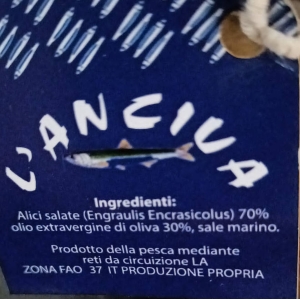 L'ANCIUA
Ingredienti:
Alici salate (Engraulis Encrasicolus) 70%
olio extravergine di oliva 30%, sale marino.
Prodotto della pesca mediante
reti da circuizione LA
ZONA FAO 37 IT PRODUZIONE PROPRIA